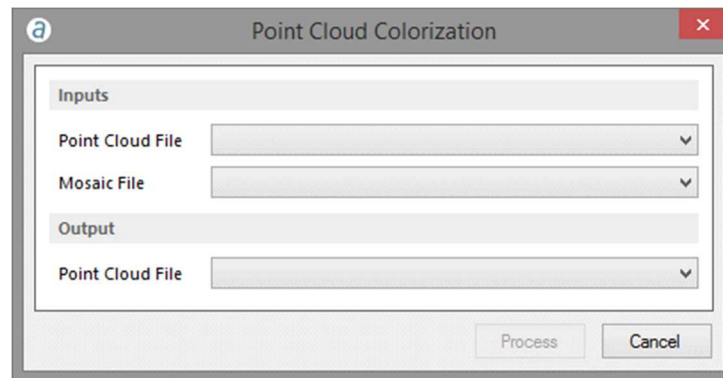 a
Point Cloud Colorization
Inputs
Point Cloud File
Mosaic File
Output
Point Cloud File
Process Cancel